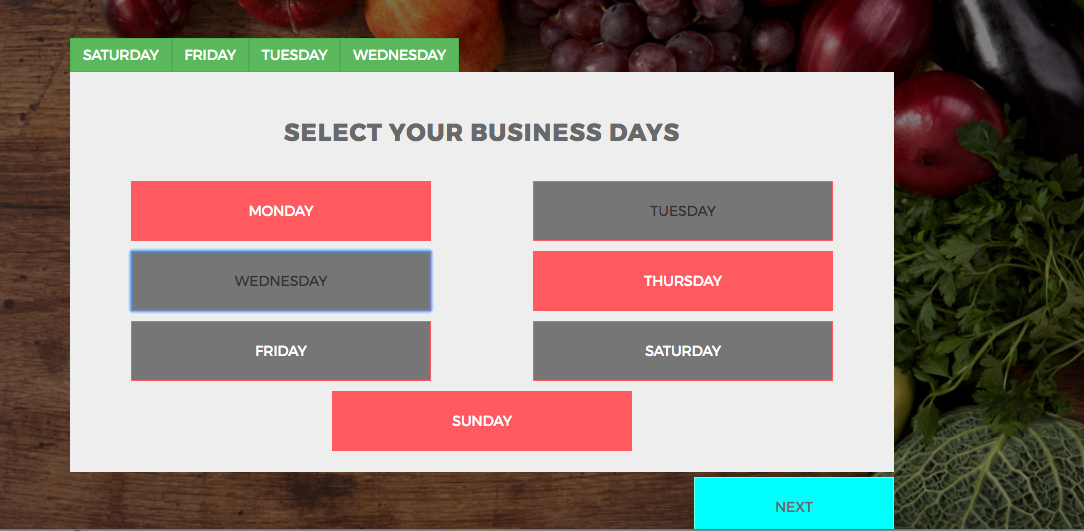 SATURDAY FRIDAY TUESDAY WEDNESDAY
SELECT YOUR BUSINESS DAYS
MONDAY TUESDAY
WEDNESDAY THURSDAY
FRIDAY SATURDAY
SUNDAY
NEXT